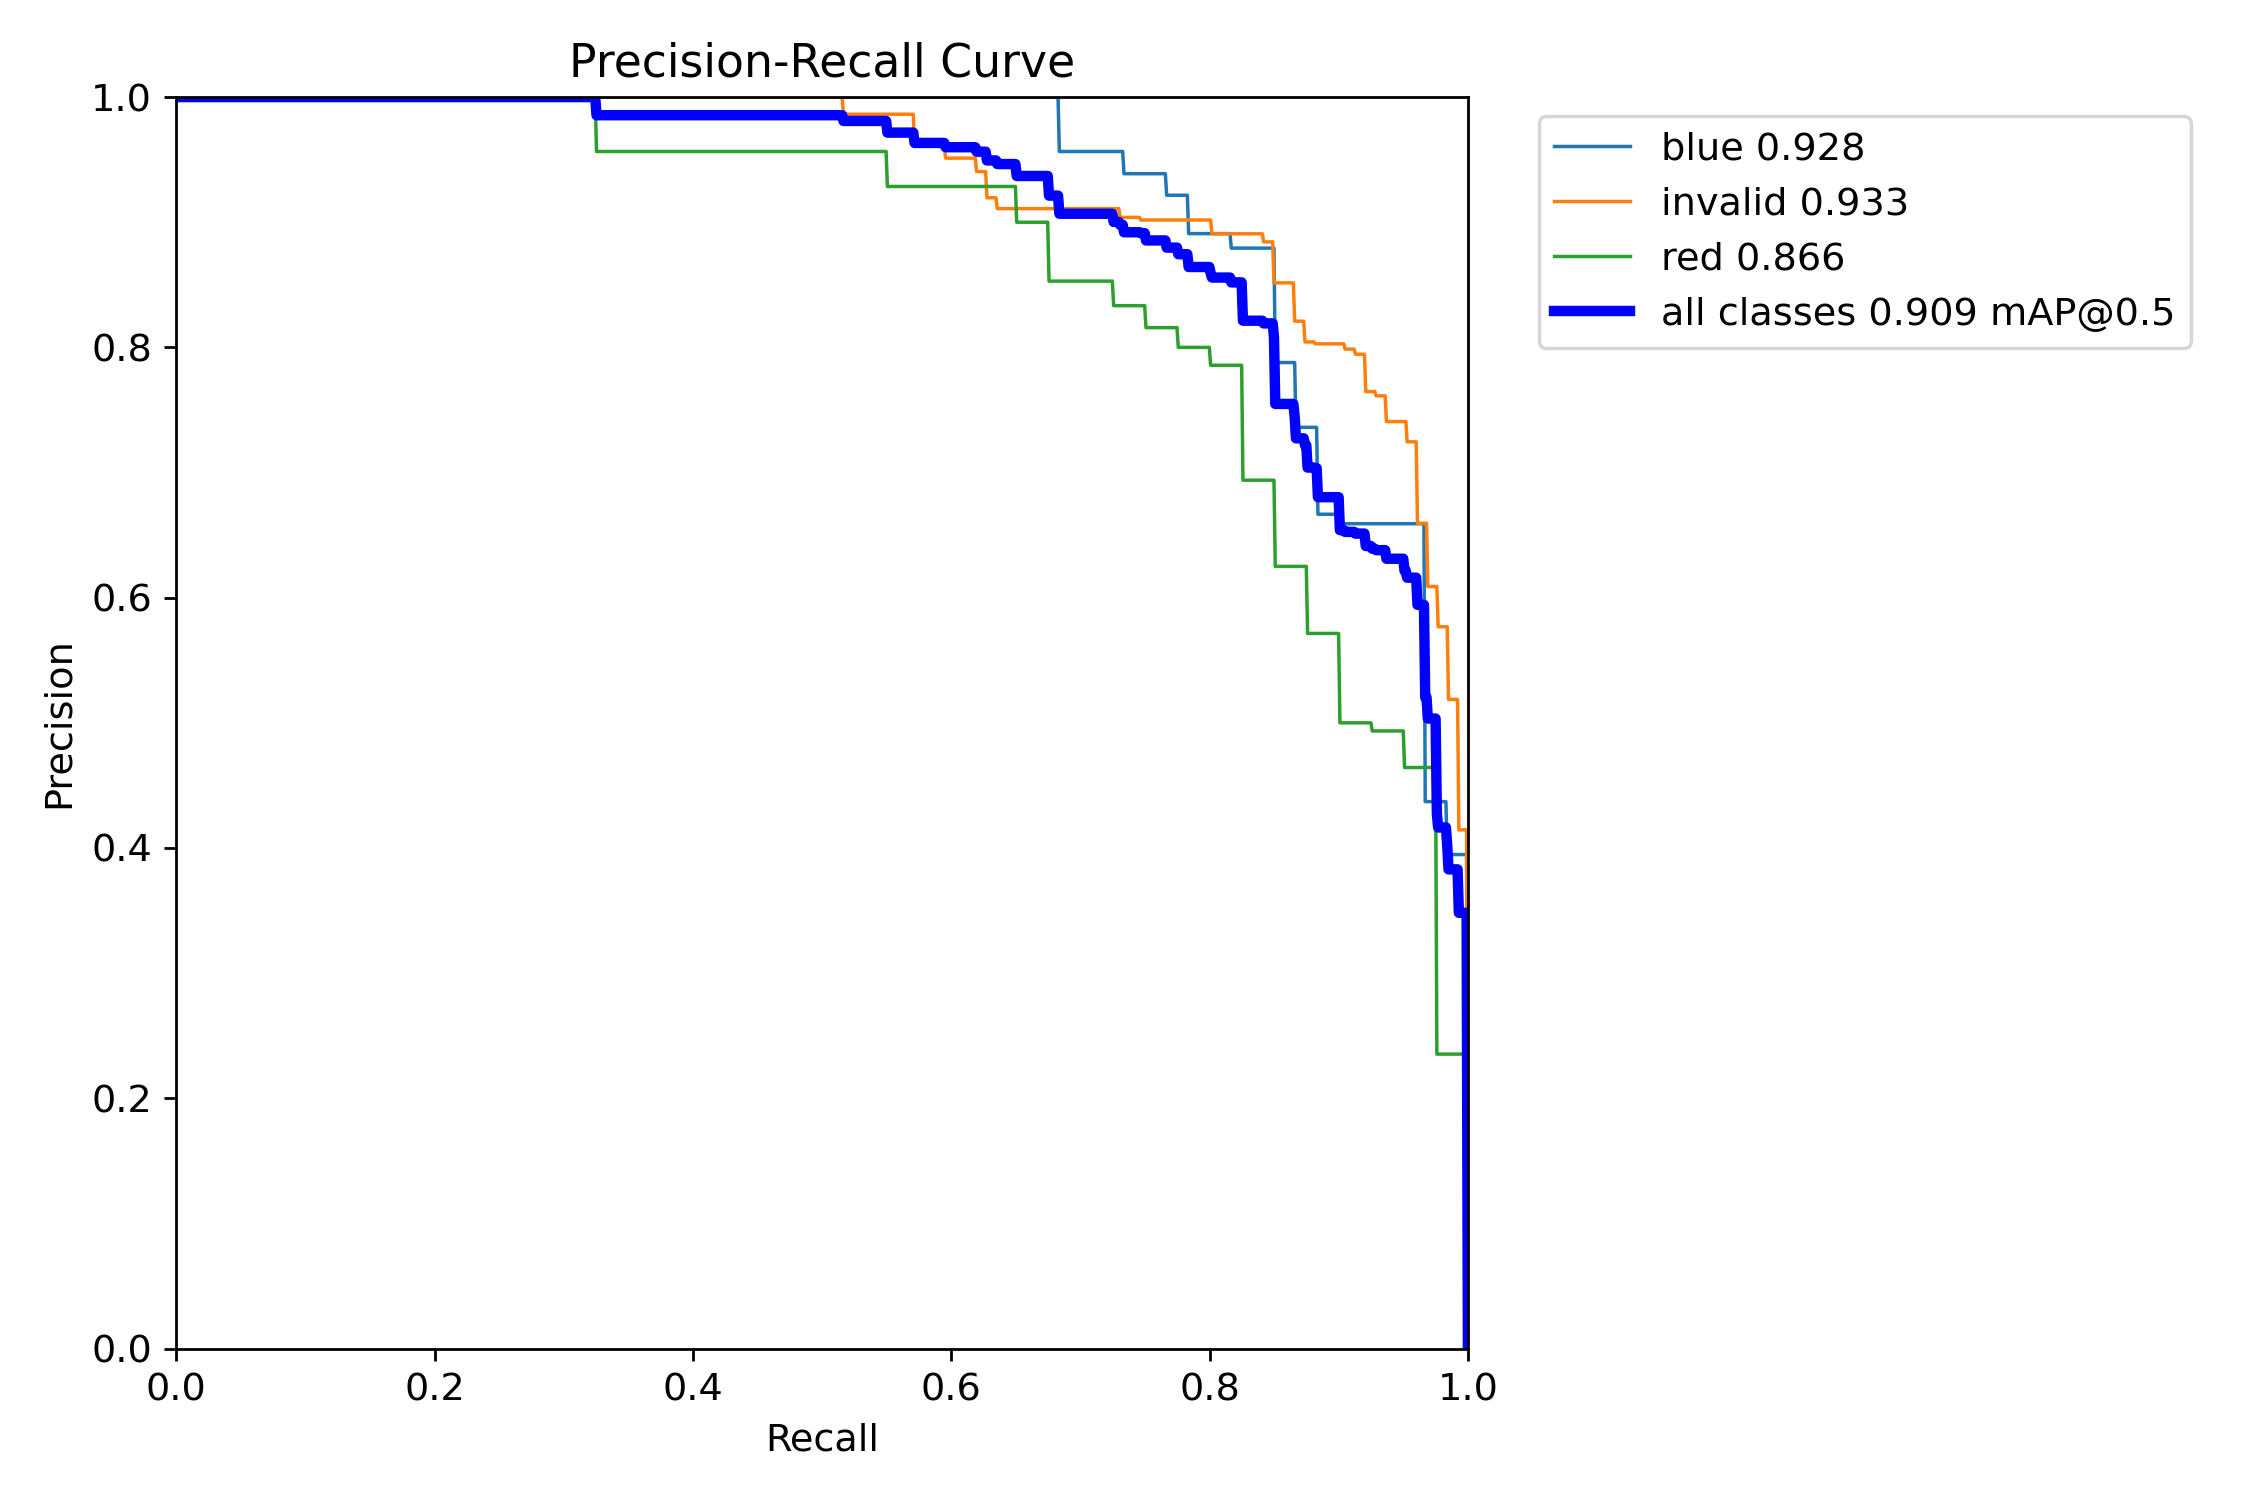 Precision-Recall Curve
1.0
0.8
0.6
0.4
0.2
0.0
Precision
0.0 0.2 0.4 0.6 0.8 1.0
Recall
blue 0.928
invalid 0.933
red 0.866
all classes 0.909 mAP@0.5